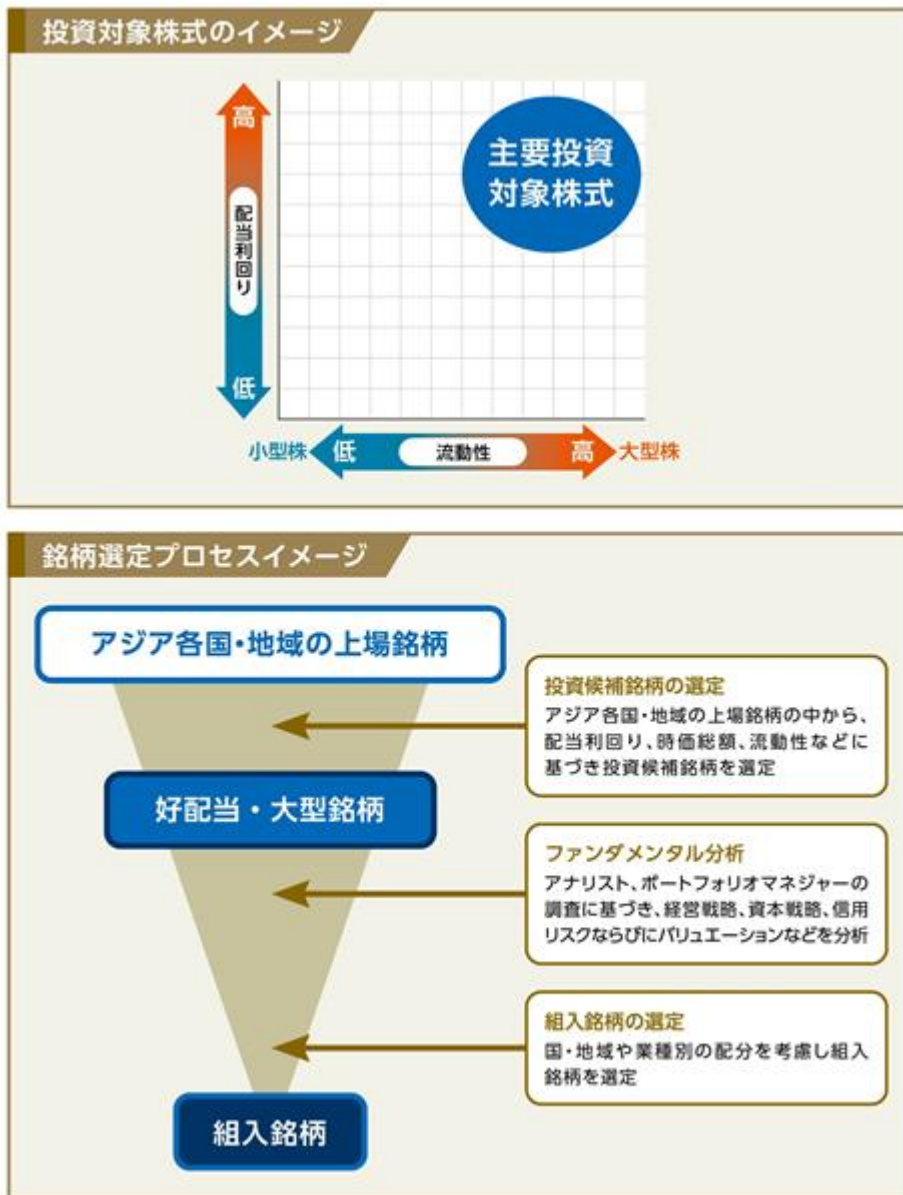 投資対象株式のイメージ
高
配当利回り
低
主要投資
対象株式
小型株 低 流動性 高 大型株
銘柄選定プロセスイメージ
アジア各国・地域の上場銘柄
投資候補銘柄の選定
アジア各国・地域の上場銘柄の中から、
配当利回り、時価総額、流動性などに
基づき投資候補銘柄を選定
好配当・大型銘柄
ファンダメンタル分析
アナリスト、ポートフォリオマネジャーの
調査に基づき、経営戦略、資本戦略、信用
リスクならびにバリュエーションなどを分析
組入銘柄の選定
国・地域や業種別の配分を考慮し組入
銘柄を選定
組入銘柄